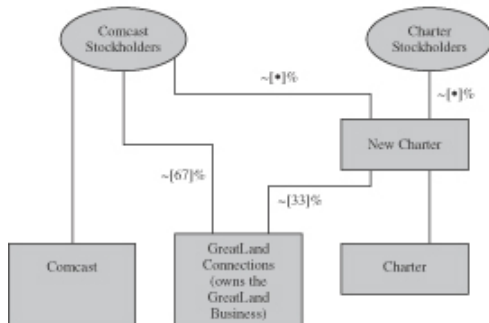 Comcast
Stockholders
Charter
Stockholders
~[•]%
~[•]%
New Charter
~[67]%
~[33]%
Comcast
GreatLand
Connections
(owns the
GreatLand
Business)
Charter